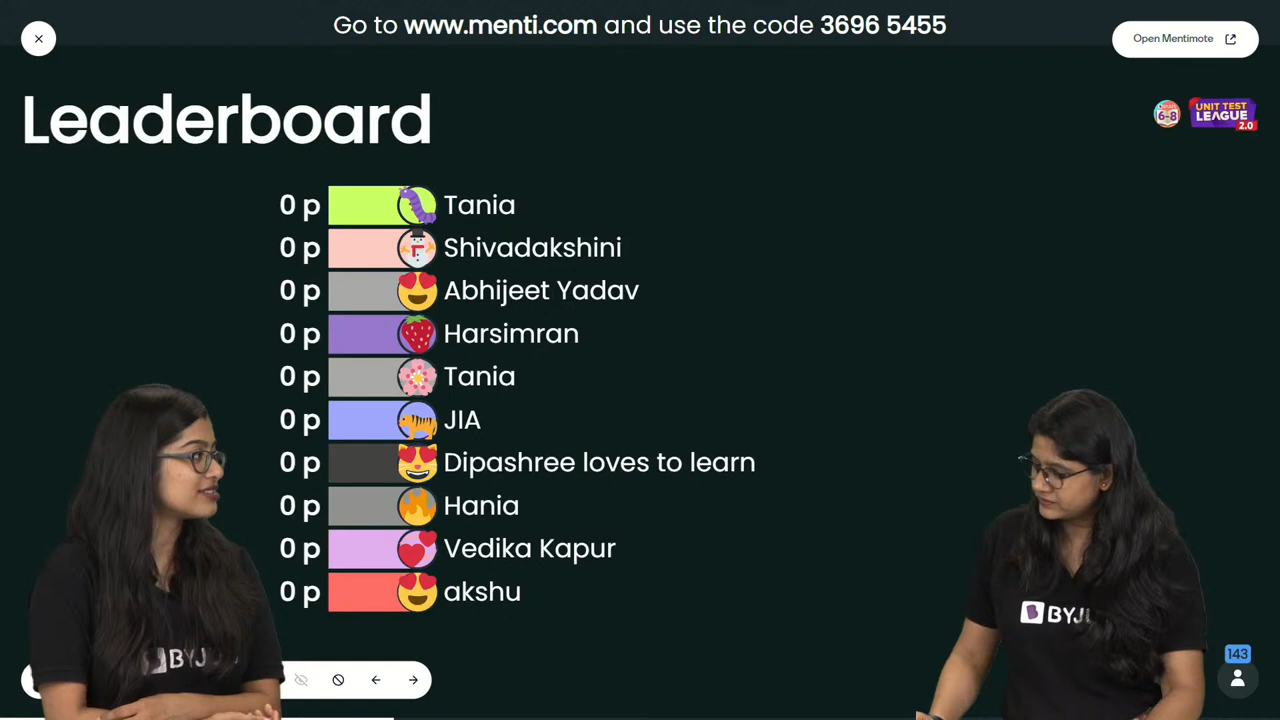 Go to www.menti.com and use the code 3696 5455
Open Mentimote
Leaderboard
6-8
UNIT TEST
LEAGUE
2.0
0 p Tania
0 p Shivadakshini
0 p Abhijeet Yadav
0 p Harsimran
0 p Tania
0 p JIA
0 p Dipashree loves to learn
0 p Hania
0 p Vedika Kapur
0 p akshu
BYJU
BYJU
143